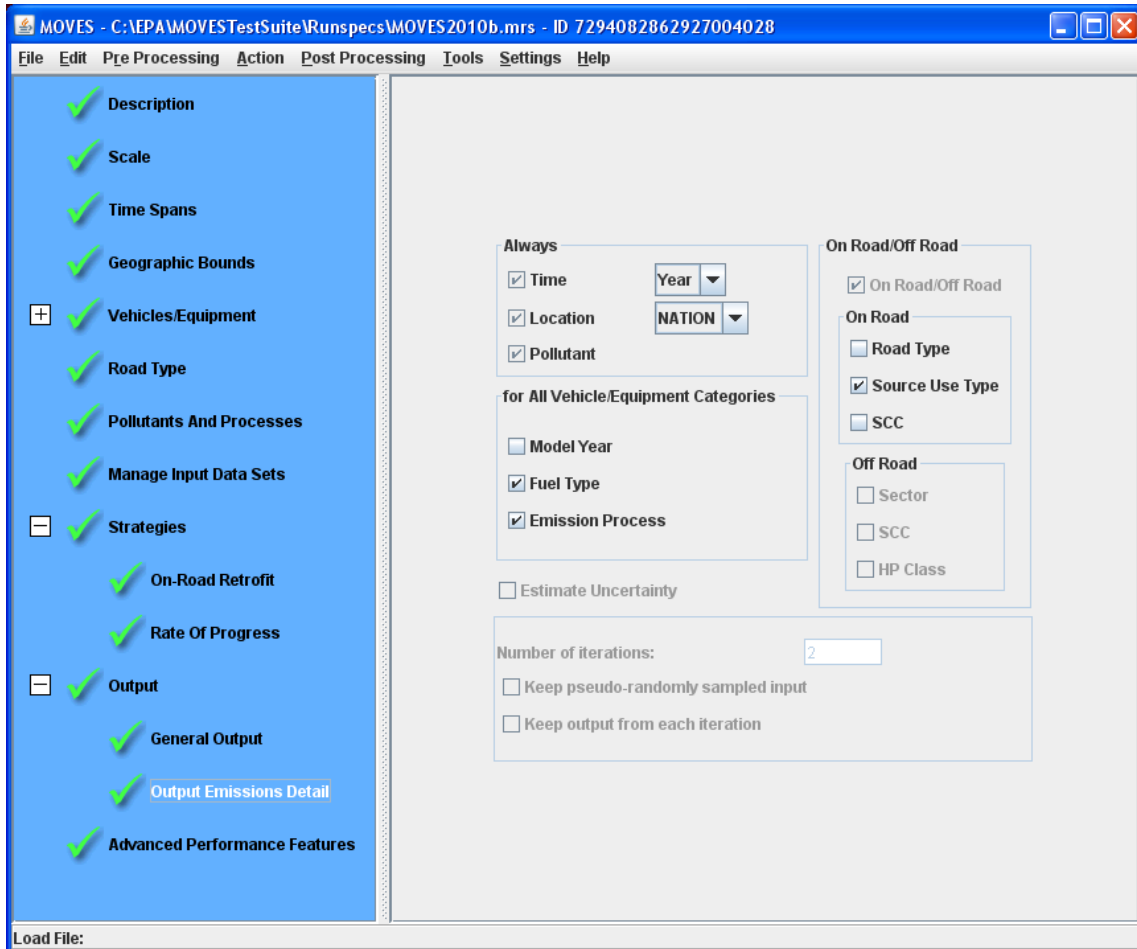 MOVES - C:\EPA\MOVESTestSuite\Runspecs\MOVES2010b.mrs - ID 7294082862927004028
File Edit Pre Processing Action Post Processing Tools Settings Help
Description
Scale
Time Spans
Geographic Bounds
Vehicles/Equipment
Road Type
Pollutants And Processes
Manage Input Data Sets
Strategies
On-Road Retrofit
Rate Of Progress
Output
General Output
Output Emissions Detail
Advanced Performance Features
Always
Time Year
Location NATION
Pollutant
for All Vehicle/Equipment Categories
Model Year
Fuel Type
Emission Process
On Road/Off Road
On Road/Off Road
On Road
Road Type
Source Use Type
SCC
Off Road
Sector
SCC
HP Class
Estimate Uncertainty
Number of iterations: 2
Keep pseudo-randomly sampled input
Keep output from each iteration
Load File: